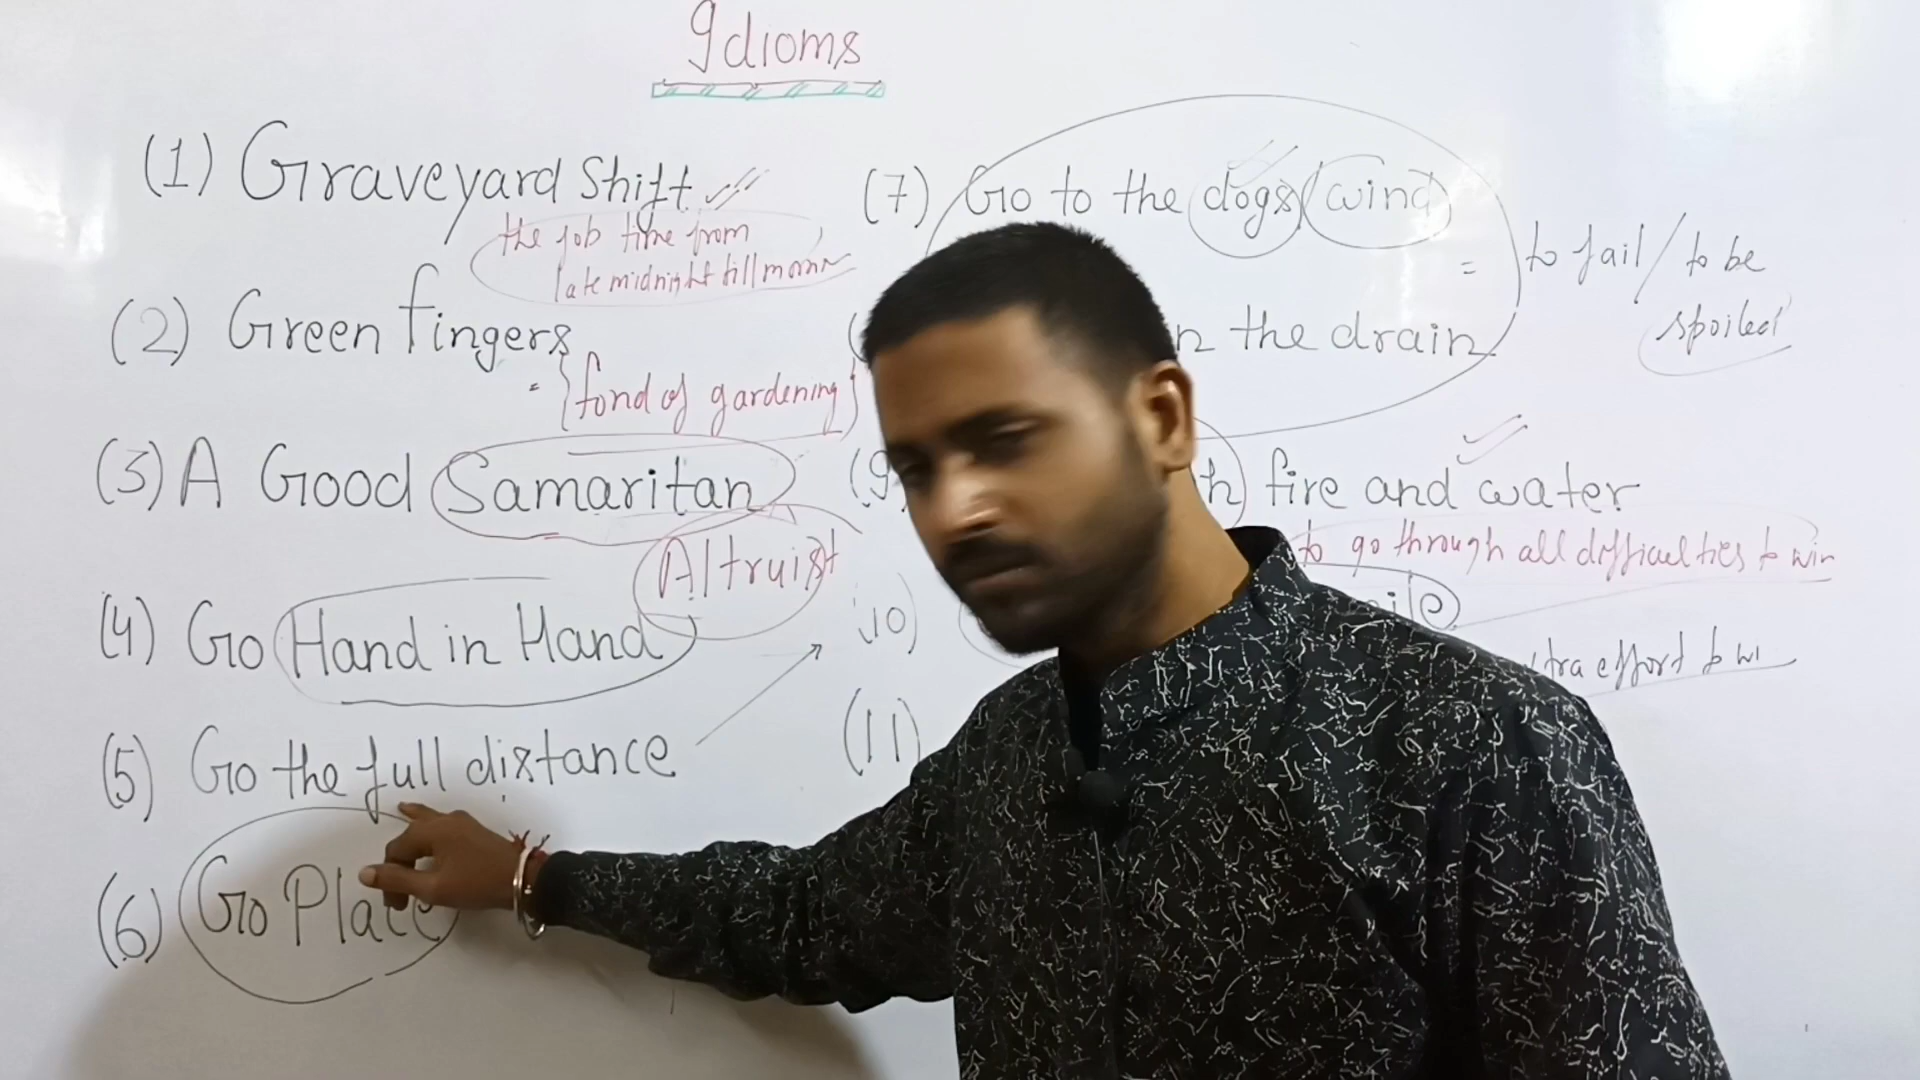 Idioms
(1) Graveyard Shift
the job time from
late midnight till morn
(2) Green fingers
= {fond of gardening}
(3) A Good Samaritan
Altruist
(4) Go Hand in Hand
(5) Go the full distance
(6) Go Place
(7) Go to the dogs/wind
= to fail / to be
spoiled
n the drain
(9 h fire and water
to go through all difficulties to win
(10) ile
tra effort to wi
(11)